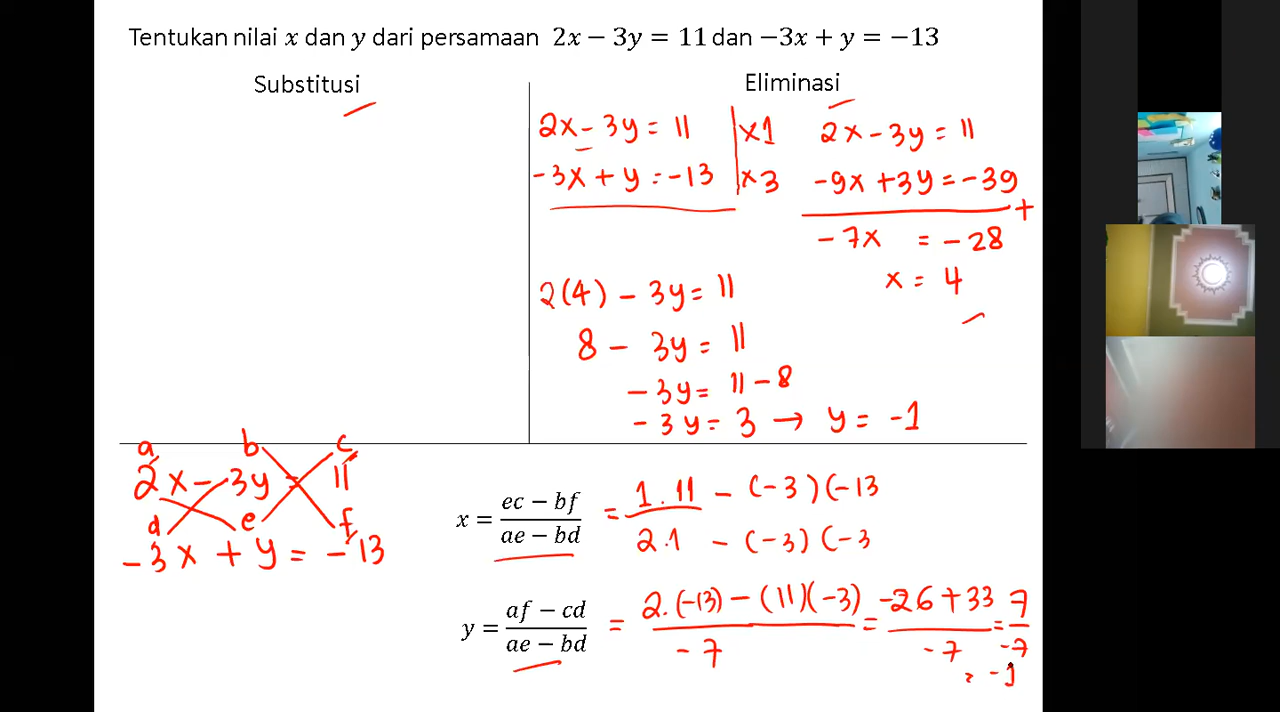 Tentukan nilai x dan y dari persamaan 2x − 3y = 11 dan −3x + y = −13
Substitusi
Eliminasi
2x - 3y = 11 | x1 2x - 3y = 11
-3x + y = -13 | x3 -9x + 3y = -39
+
-7x = -28
x = 4
2(4) - 3y = 11
8 - 3y = 11
-3y = 11 - 8
-3y = 3 → y = -1
a b c
2x - 3y = 11
d e f
-3x + y = -13
x = (ec − bf)/(ae − bd) = 1.11 - (-3)(-13
2.1 - (-3)(-3
y = (af − cd)/(ae − bd) = (2.(-13) - (11)(-3))/(-7) = (-26 + 33)/(-7) = 7/(-7)
= -1